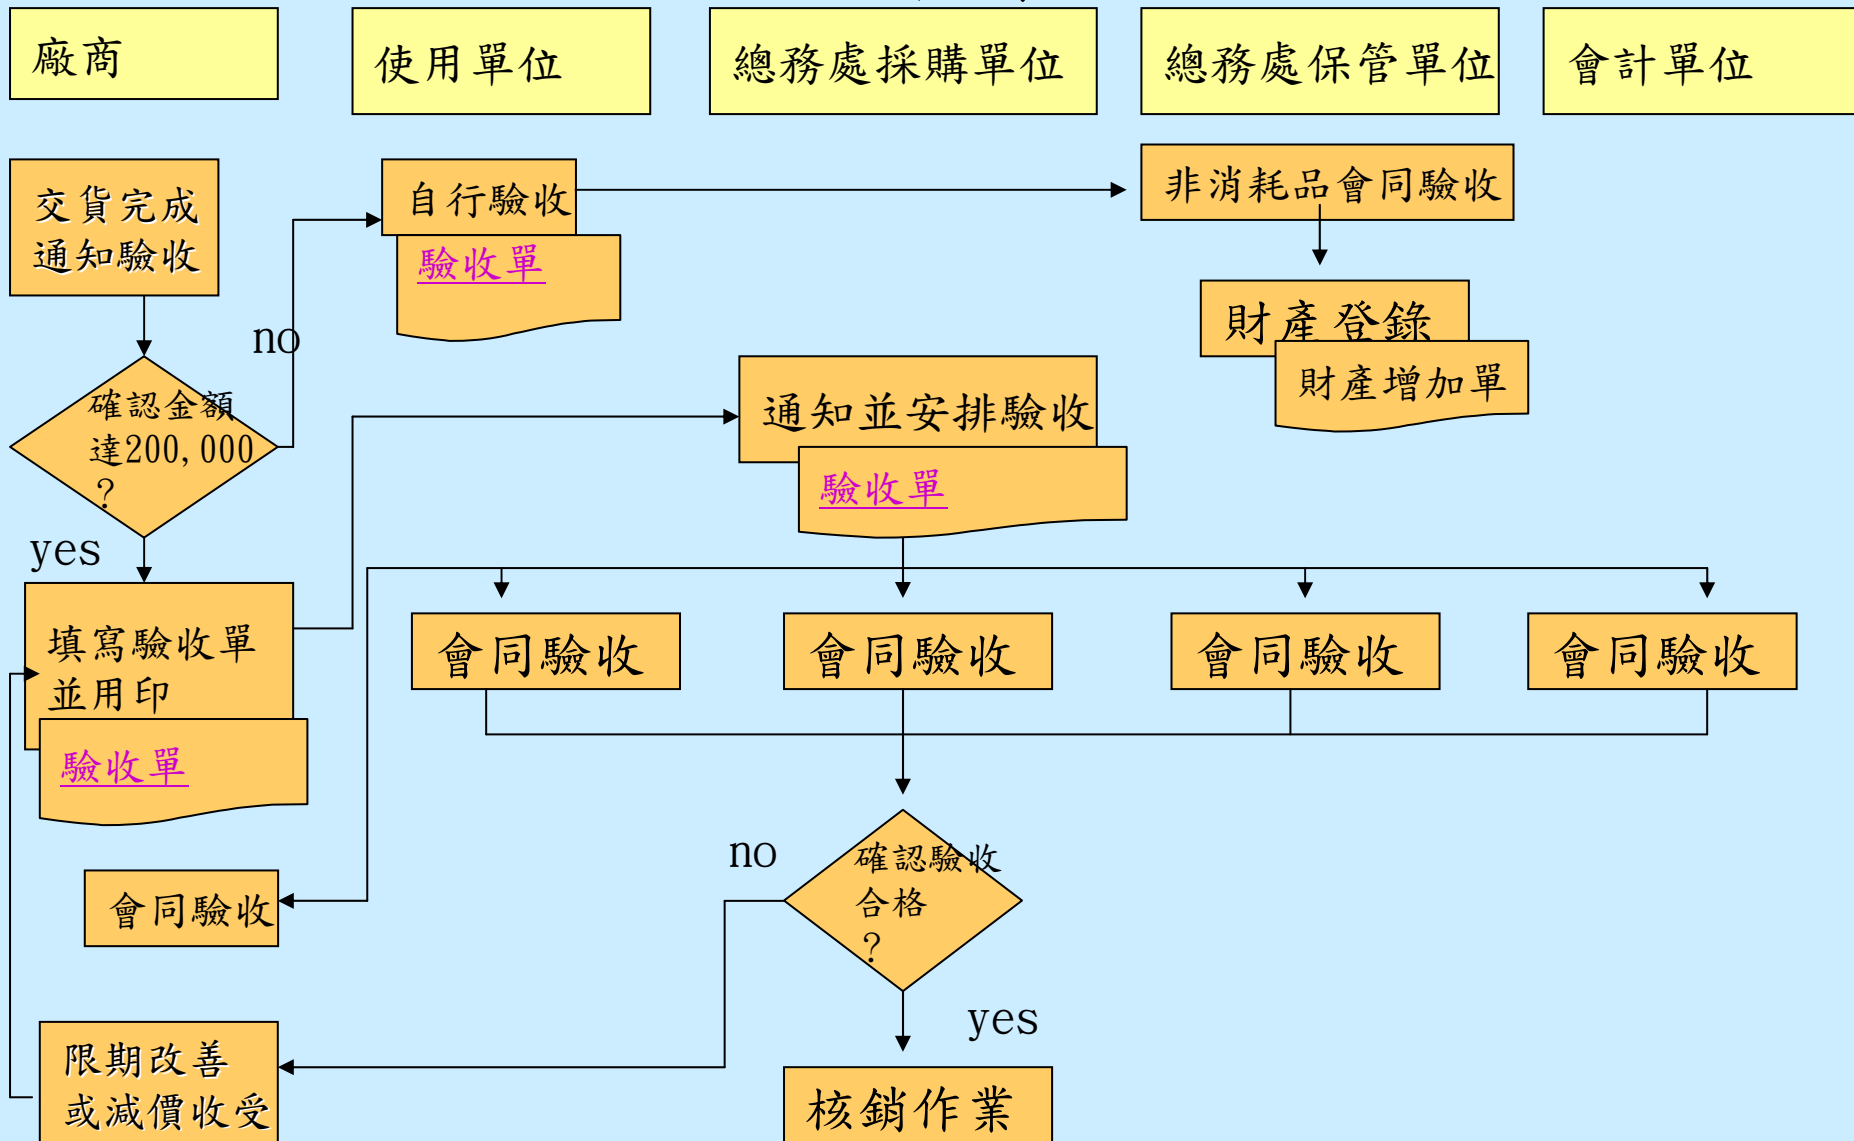 廠商
使用單位
總務處採購單位
總務處保管單位
會計單位
交貨完成
通知驗收
自行驗收
驗收單
非消耗品會同驗收
財產登錄
財產增加單
no
確認金額
達200,000
?
通知並安排驗收
驗收單
yes
填寫驗收單
並用印
驗收單
會同驗收
會同驗收
會同驗收
會同驗收
會同驗收
no
確認驗收
合格
?
yes
限期改善
或減價收受
核銷作業